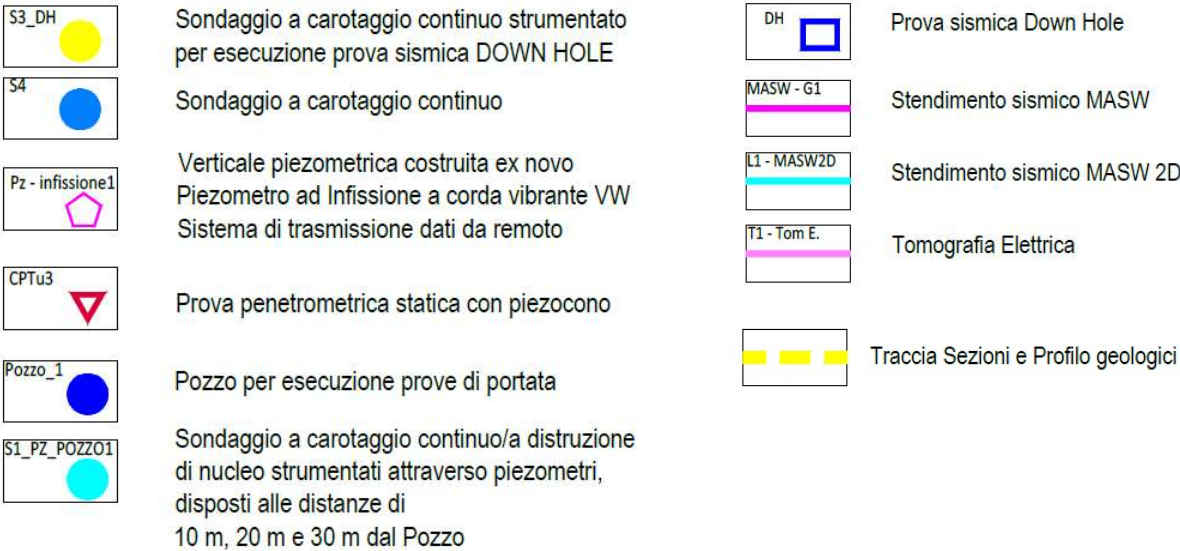 S3_DH
Sondaggio a carotaggio continuo strumentato
per esecuzione prova sismica DOWN HOLE
S4
Sondaggio a carotaggio continuo
Pz - infissione1
Verticale piezometrica costruita ex novo
Piezometro ad Infissione a corda vibrante VW
Sistema di trasmissione dati da remoto
CPTu3
Prova penetrometrica statica con piezocono
Pozzo_1
Pozzo per esecuzione prove di portata
S1_PZ_POZZO1
Sondaggio a carotaggio continuo/a distruzione
di nucleo strumentati attraverso piezometri,
disposti alle distanze di
10 m, 20 m e 30 m dal Pozzo
DH
Prova sismica Down Hole
MASW - G1
Stendimento sismico MASW
L1 - MASW2D
Stendimento sismico MASW 2D
T1 - Tom E.
Tomografia Elettrica
Traccia Sezioni e Profilo geologici